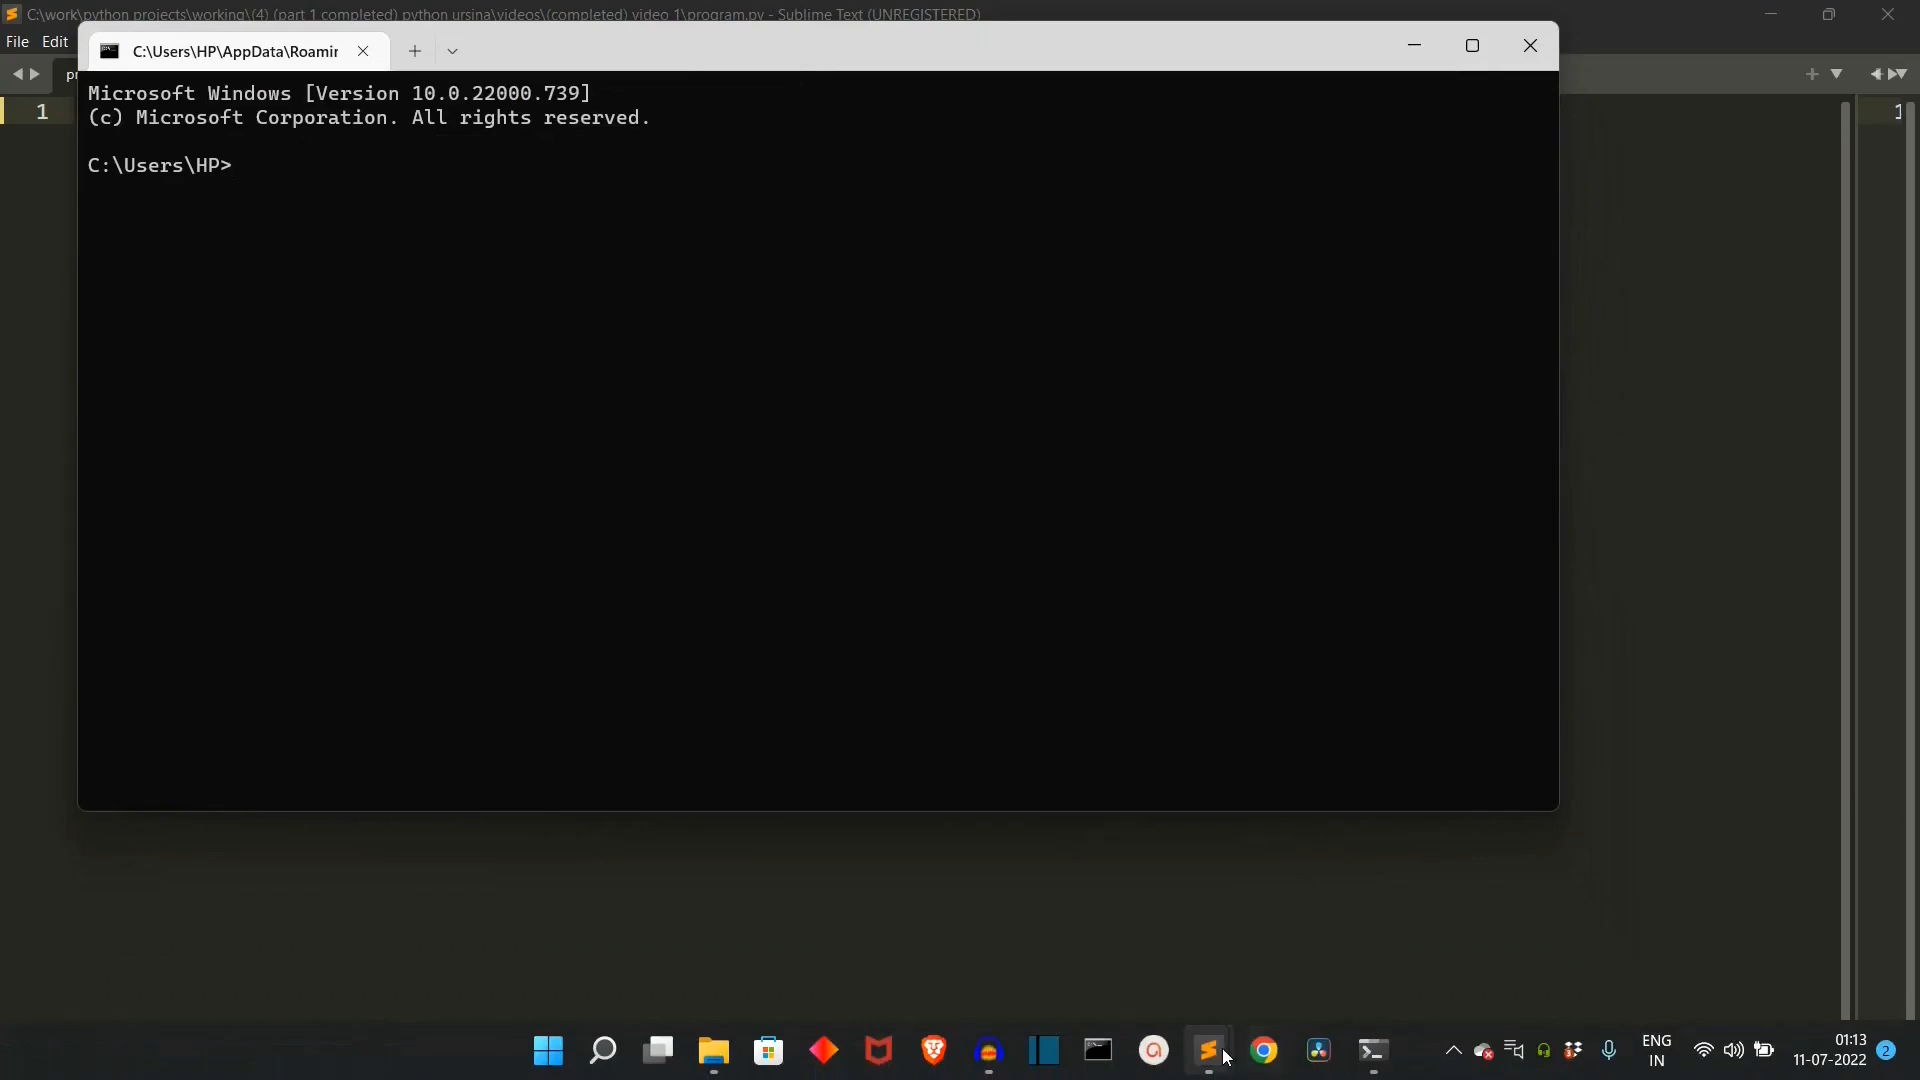 C:\work\python projects\working\(4) (part 1 completed) python ursina\videos\(completed) video 1\program.py - Sublime Text (UNREGISTERED)
File Edit
C:\Users\HP\AppData\Roamir
1
1
Microsoft Windows [Version 10.0.22000.739]
(c) Microsoft Corporation. All rights reserved.
C:\Users\HP>
ENG
IN
01:13
11-07-2022
2